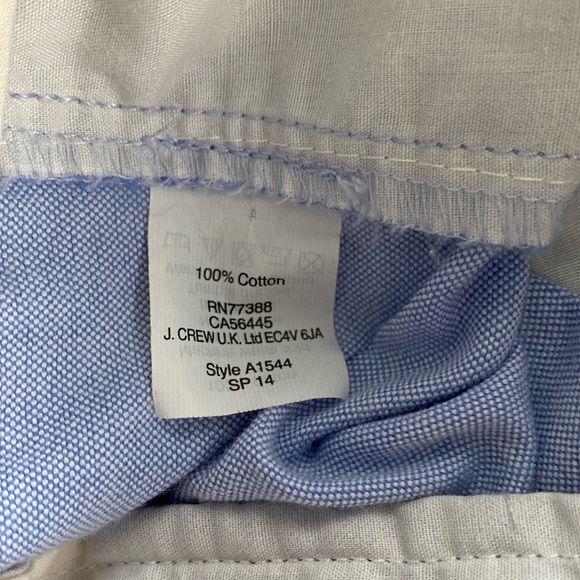 100% Cotton
RN77388
CA56445
J. CREW U.K. Ltd EC4V 6JA
Style A1544
SP 14